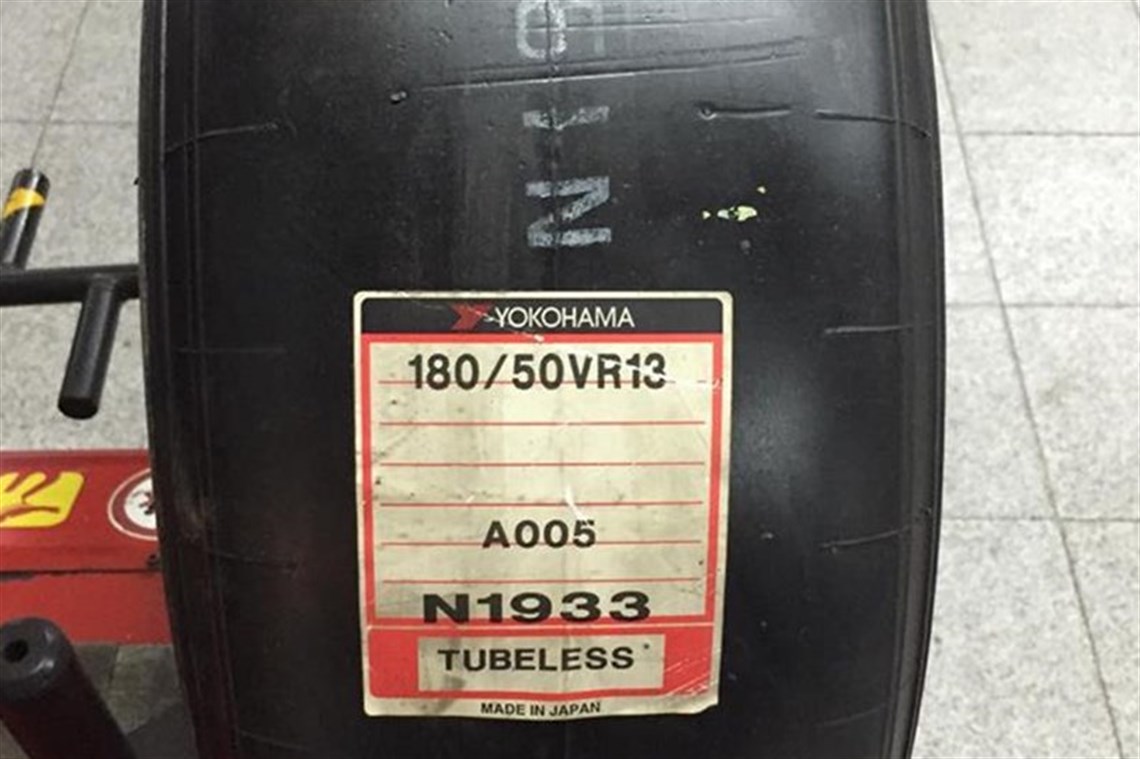 YOKOHAMA
180/50VR13
A005
N1933
TUBELESS
MADE IN JAPAN